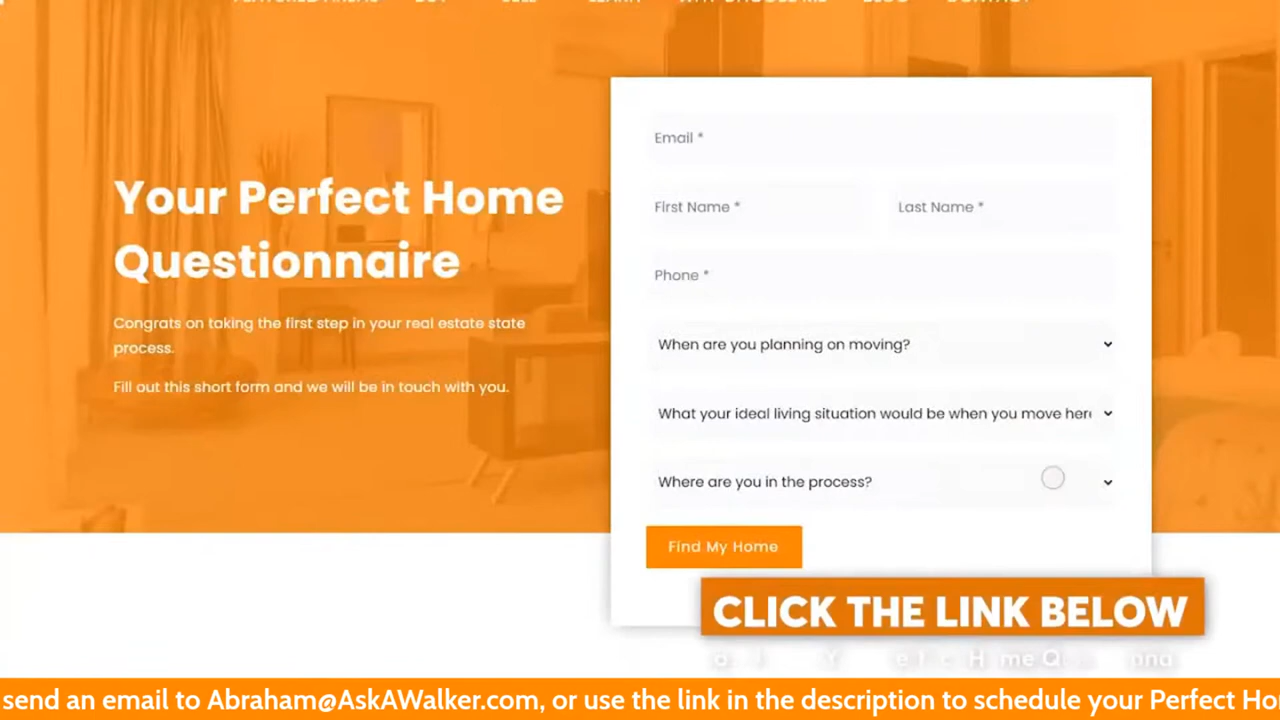 Your Perfect Home
Questionnaire
Congrats on taking the first step in your real estate state
process.
Fill out this short form and we will be in touch with you.
Email *
First Name * Last Name *
Phone *
When are you planning on moving?
What your ideal living situation would be when you move here
Where are you in the process?
Find My Home
CLICK THE LINK BELOW
send an email to Abraham@AskAWalker.com, or use the link in the description to schedule your Perfect Ho